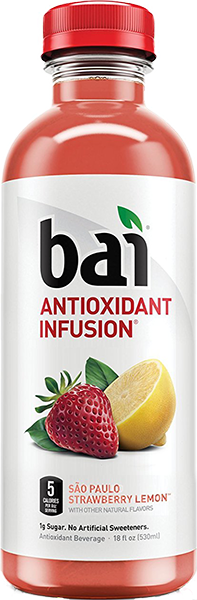 bai
ANTIOXIDANT
INFUSION®
5
CALORIES
PER 8oz
SERVING
SÃO PAULO
STRAWBERRY LEMON™
WITH OTHER NATURAL FLAVORS
1g Sugar. No Artificial Sweeteners.
Antioxidant Beverage · 18 fl oz (530ml)